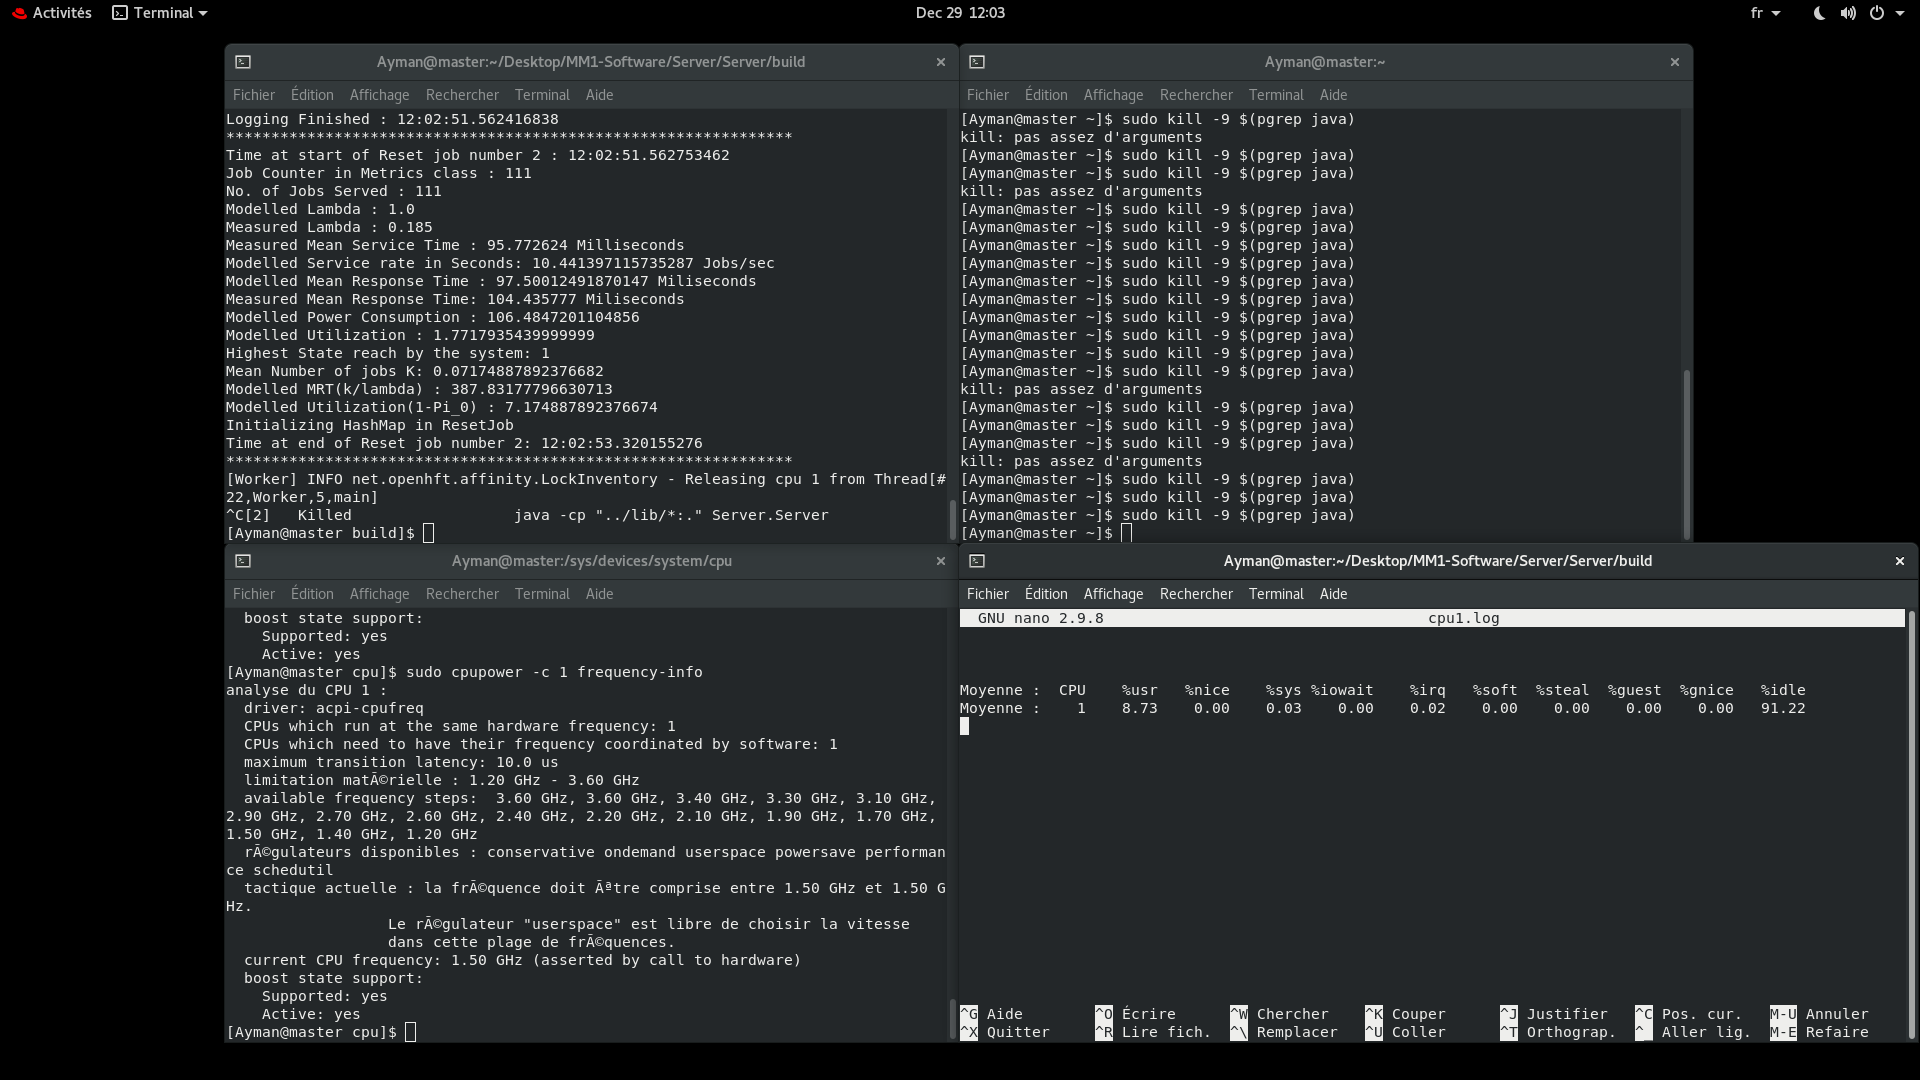 Activités Terminal Dec 29 12:03 fr
Ayman@master:~/Desktop/MM1-Software/Server/Server/build
Fichier Édition Affichage Rechercher Terminal Aide
Logging Finished : 12:02:51.562416838
***************************************************************
Time at start of Reset job number 2 : 12:02:51.562753462
Job Counter in Metrics class : 111
No. of Jobs Served : 111
Modelled Lambda : 1.0
Measured Lambda : 0.185
Measured Mean Service Time : 95.772624 Milliseconds
Modelled Service rate in Seconds: 10.441397115735287 Jobs/sec
Modelled Mean Response Time : 97.50012491870147 Miliseconds
Measured Mean Response Time: 104.435777 Miliseconds
Modelled Power Consumption : 106.4847201104856
Modelled Utilization : 1.7717935439999999
Highest State reach by the system: 1
Mean Number of jobs K: 0.07174887892376682
Modelled MRT(k/lambda) : 387.83177796630713
Modelled Utilization(1-Pi_0) : 7.174887892376674
Initializing HashMap in ResetJob
Time at end of Reset job number 2: 12:02:53.320155276
***************************************************************
[Worker] INFO net.openhft.affinity.LockInventory - Releasing cpu 1 from Thread[#
22,Worker,5,main]
^C[2]   Killed                  java -cp "../lib/*:." Server.Server
[Ayman@master build]$
Ayman@master:~
Fichier Édition Affichage Rechercher Terminal Aide
[Ayman@master ~]$ sudo kill -9 $(pgrep java)
kill: pas assez d'arguments
[Ayman@master ~]$ sudo kill -9 $(pgrep java)
[Ayman@master ~]$ sudo kill -9 $(pgrep java)
kill: pas assez d'arguments
[Ayman@master ~]$ sudo kill -9 $(pgrep java)
[Ayman@master ~]$ sudo kill -9 $(pgrep java)
[Ayman@master ~]$ sudo kill -9 $(pgrep java)
[Ayman@master ~]$ sudo kill -9 $(pgrep java)
[Ayman@master ~]$ sudo kill -9 $(pgrep java)
[Ayman@master ~]$ sudo kill -9 $(pgrep java)
[Ayman@master ~]$ sudo kill -9 $(pgrep java)
[Ayman@master ~]$ sudo kill -9 $(pgrep java)
[Ayman@master ~]$ sudo kill -9 $(pgrep java)
[Ayman@master ~]$ sudo kill -9 $(pgrep java)
kill: pas assez d'arguments
[Ayman@master ~]$ sudo kill -9 $(pgrep java)
[Ayman@master ~]$ sudo kill -9 $(pgrep java)
[Ayman@master ~]$ sudo kill -9 $(pgrep java)
kill: pas assez d'arguments
[Ayman@master ~]$ sudo kill -9 $(pgrep java)
[Ayman@master ~]$ sudo kill -9 $(pgrep java)
[Ayman@master ~]$ sudo kill -9 $(pgrep java)
[Ayman@master ~]$
Ayman@master:/sys/devices/system/cpu
Fichier Édition Affichage Rechercher Terminal Aide
  boost state support:
    Supported: yes
    Active: yes
[Ayman@master cpu]$ sudo cpupower -c 1 frequency-info
analyse du CPU 1 :
  driver: acpi-cpufreq
  CPUs which run at the same hardware frequency: 1
  CPUs which need to have their frequency coordinated by software: 1
  maximum transition latency: 10.0 us
  limitation matÃ©rielle : 1.20 GHz - 3.60 GHz
  available frequency steps:  3.60 GHz, 3.60 GHz, 3.40 GHz, 3.30 GHz, 3.10 GHz,
2.90 GHz, 2.70 GHz, 2.60 GHz, 2.40 GHz, 2.20 GHz, 2.10 GHz, 1.90 GHz, 1.70 GHz,
1.50 GHz, 1.40 GHz, 1.20 GHz
  rÃ©gulateurs disponibles : conservative ondemand userspace powersave performan
ce schedutil
  tactique actuelle : la frÃ©quence doit Ãªtre comprise entre 1.50 GHz et 1.50 G
Hz.
                  Le rÃ©gulateur "userspace" est libre de choisir la vitesse
                  dans cette plage de frÃ©quences.
  current CPU frequency: 1.50 GHz (asserted by call to hardware)
  boost state support:
    Supported: yes
    Active: yes
[Ayman@master cpu]$
Ayman@master:~/Desktop/MM1-Software/Server/Server/build
Fichier Édition Affichage Rechercher Terminal Aide
GNU nano 2.9.8 cpu1.log
Moyenne :  CPU    %usr   %nice    %sys %iowait    %irq   %soft  %steal  %guest  %gnice   %idle
Moyenne :    1    8.73    0.00    0.03    0.00    0.02    0.00    0.00    0.00    0.00   91.22
^G Aide ^O Écrire ^W Chercher ^K Couper ^J Justifier ^C Pos. cur. M-U Annuler
^X Quitter ^R Lire fich. ^\ Remplacer ^U Coller ^T Orthograp. ^_ Aller lig. M-E Refaire